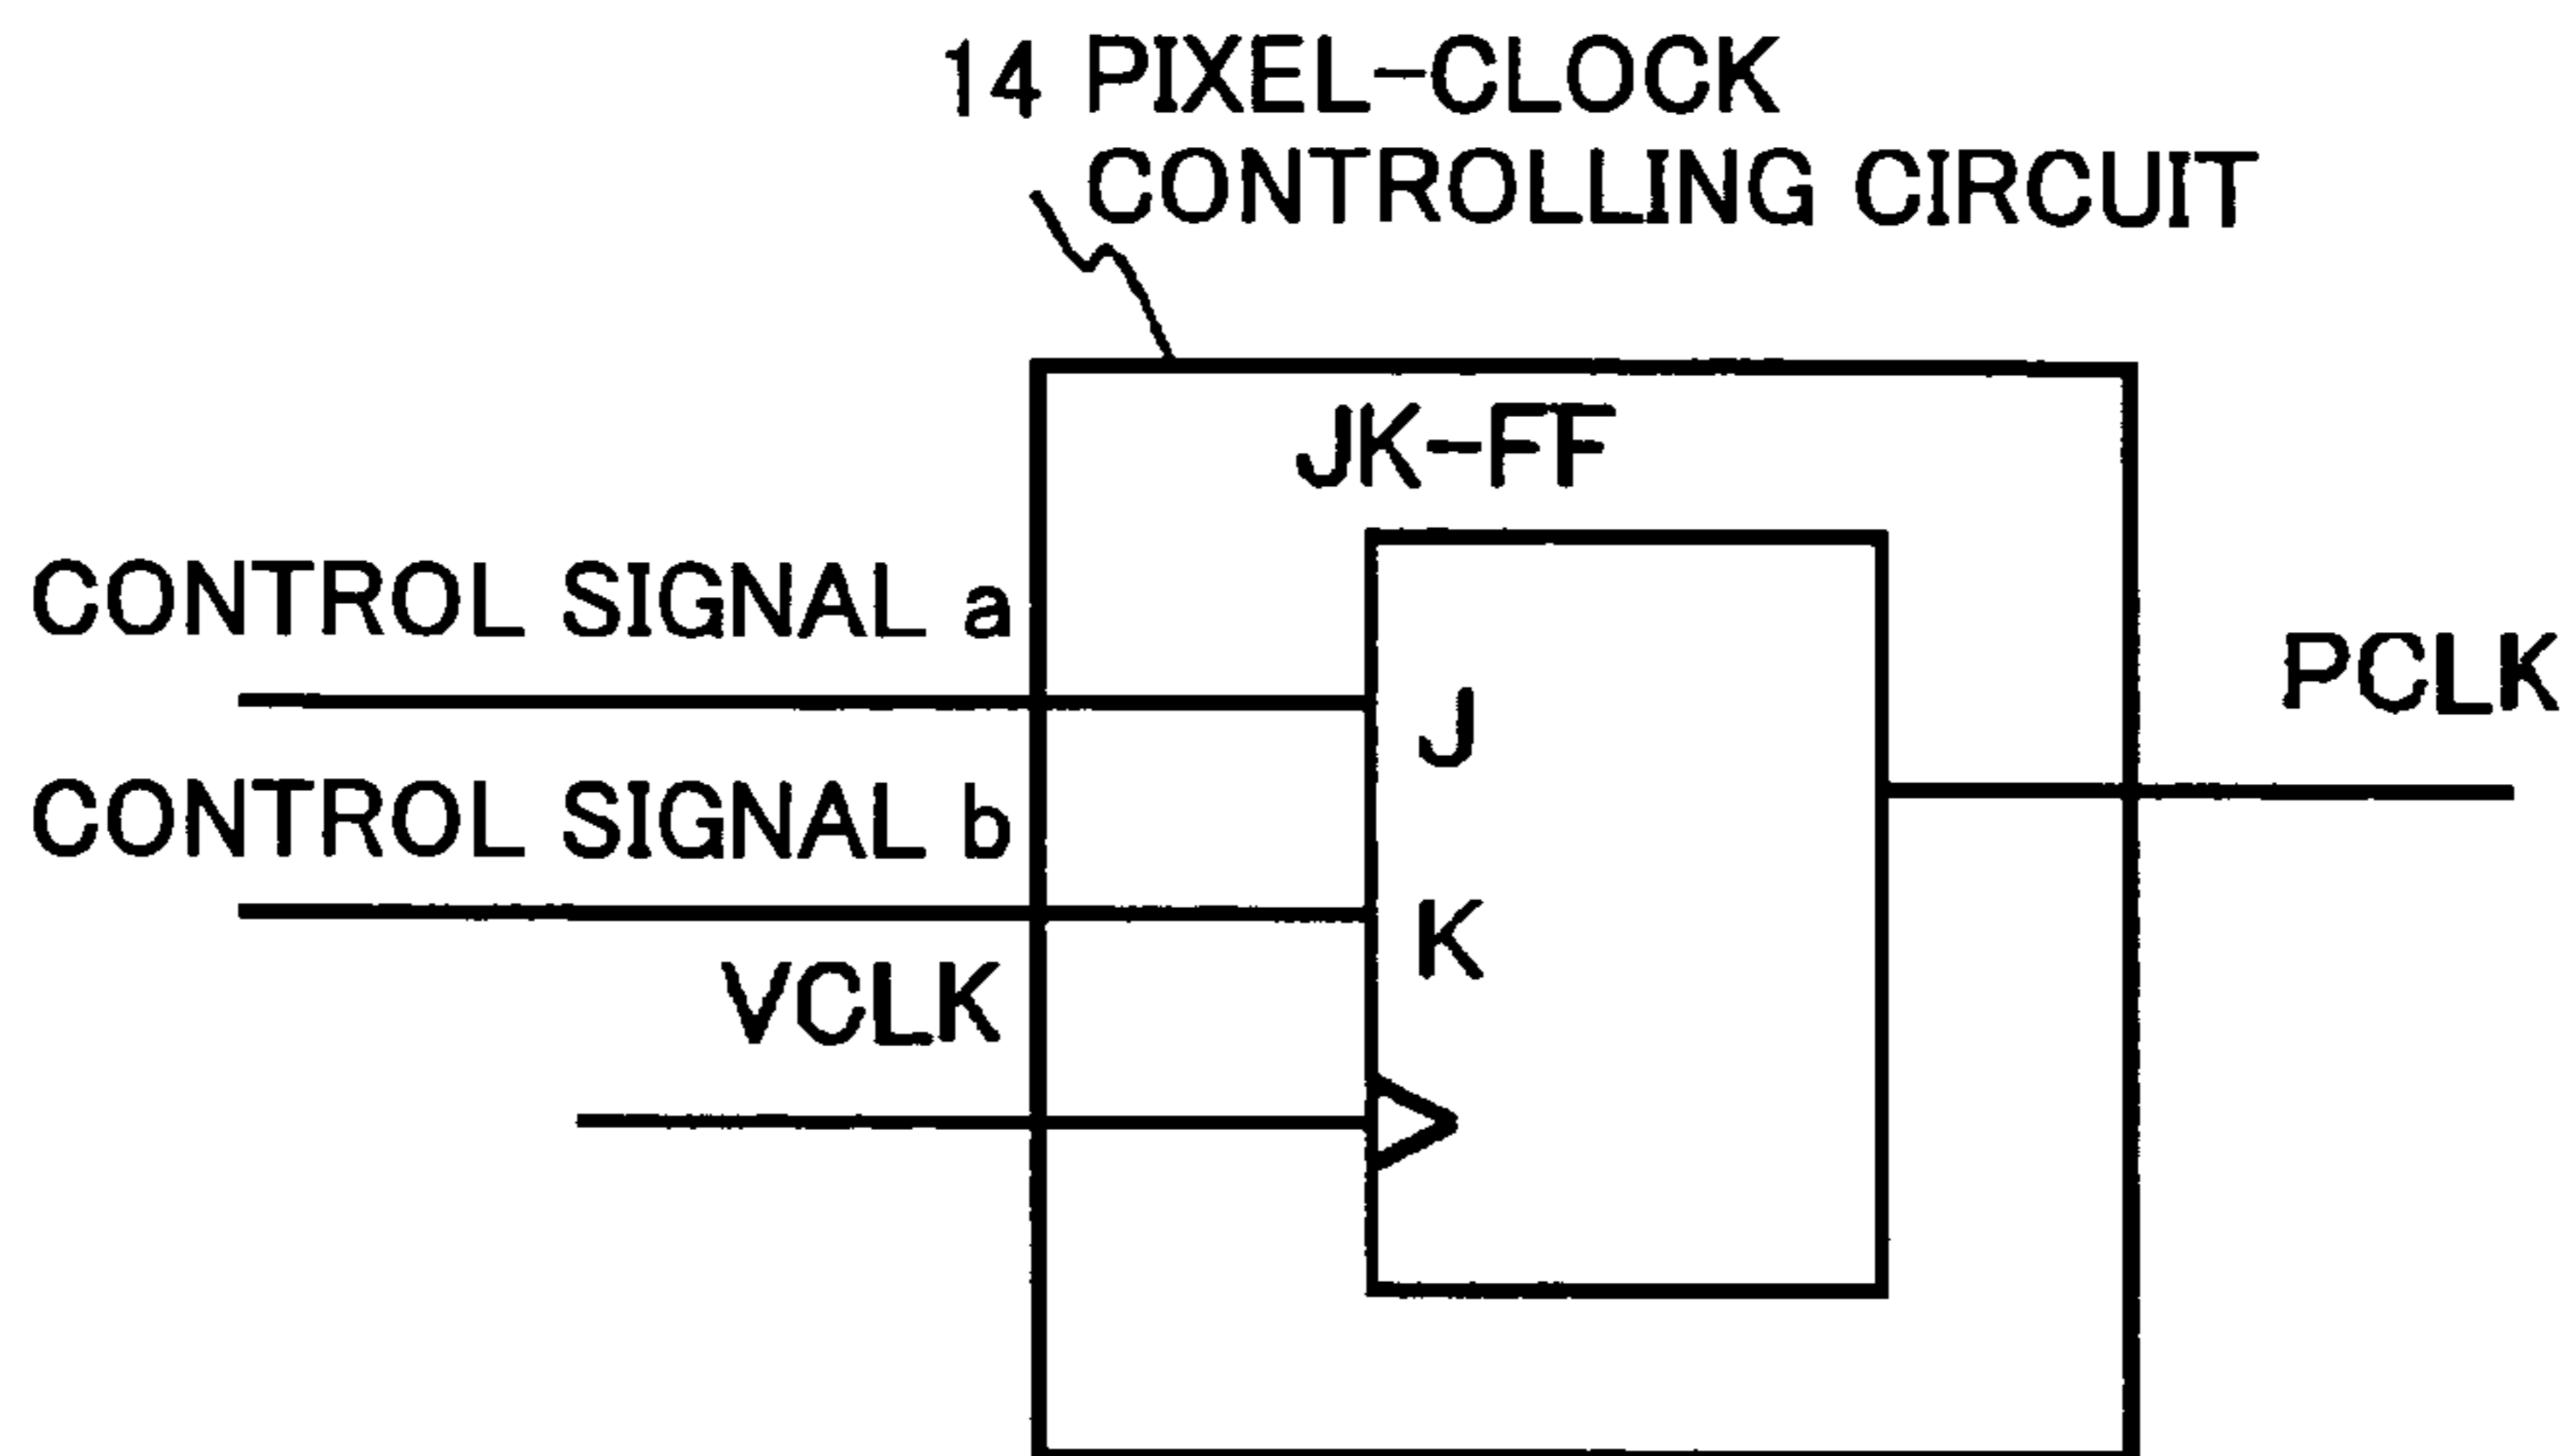 14 PIXEL-CLOCK
CONTROLLING CIRCUIT
JK-FF
CONTROL SIGNAL a
PCLK
J
CONTROL SIGNAL b
K
VCLK